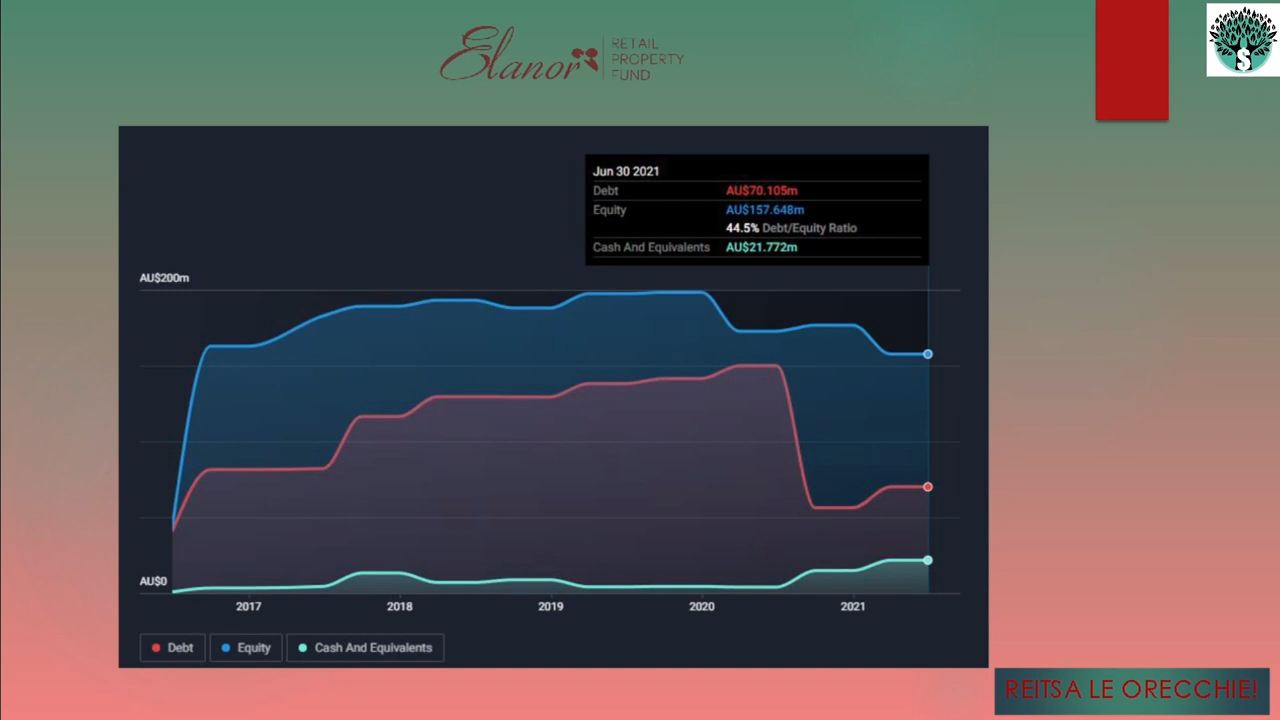 Elanor
RETAIL
PROPERTY
FUND
$
Jun 30 2021
Debt AU$70.105m
Equity AU$157.648m
44.5% Debt/Equity Ratio
Cash And Equivalents AU$21.772m
AU$200m
AU$0
2017 2018 2019 2020 2021
Debt Equity Cash And Equivalents
REITSA LE ORECCHIE!